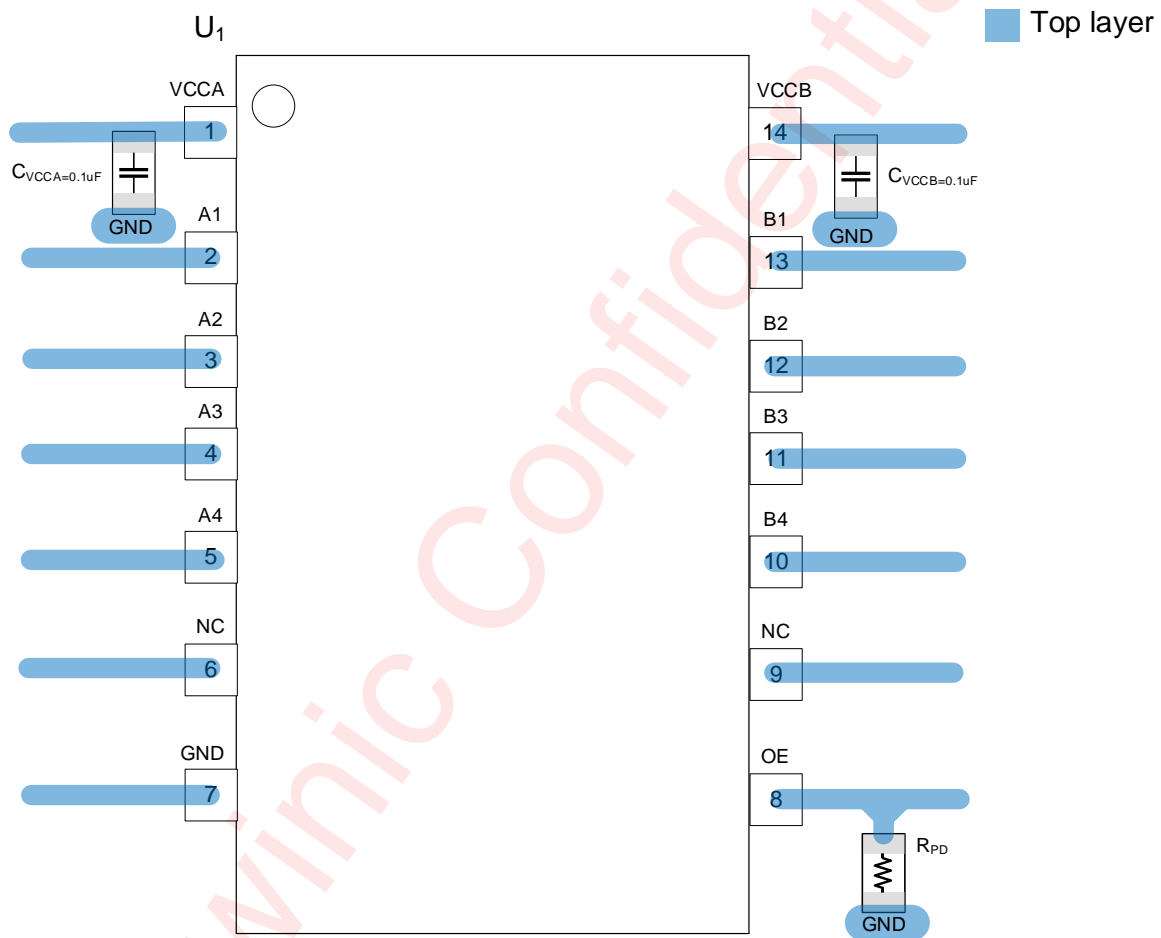 U1
Top layer
VCCA
VCCB
1
14
CVCCA=0.1uF
CVCCB=0.1uF
GND
GND
A1
B1
2
13
A2
B2
3
12
A3
B3
4
11
A4
B4
5
10
NC
NC
6
9
GND
OE
7
8
RPD
GND
winic Confidential